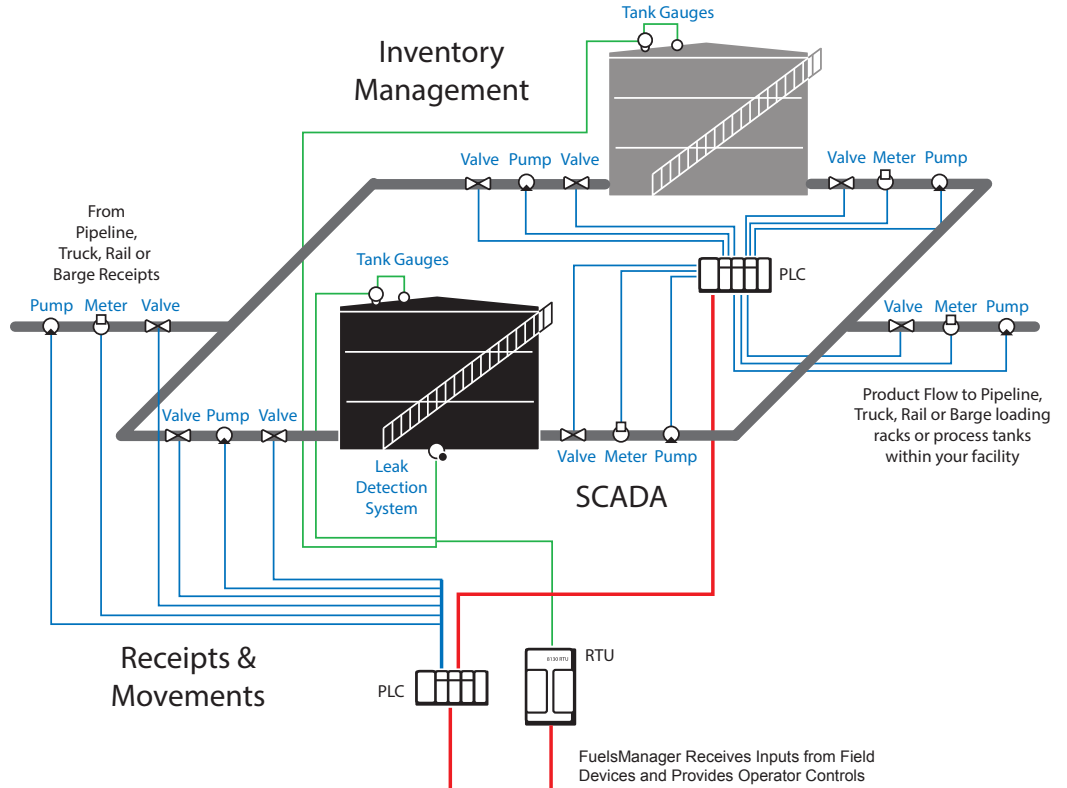 Tank Gauges
Inventory
Management
Valve Pump Valve
Valve Meter Pump
From
Pipeline,
Truck, Rail or
Barge Receipts
Tank Gauges
PLC
Pump Meter Valve
Valve Meter Pump
Product Flow to Pipeline,
Truck, Rail or Barge loading
racks or process tanks
within your facility
Valve Pump Valve
Valve Meter Pump
Leak
Detection
System
SCADA
Receipts &
Movements
PLC
8130 RTU
RTU
FuelsManager Receives Inputs from Field
Devices and Provides Operator Controls